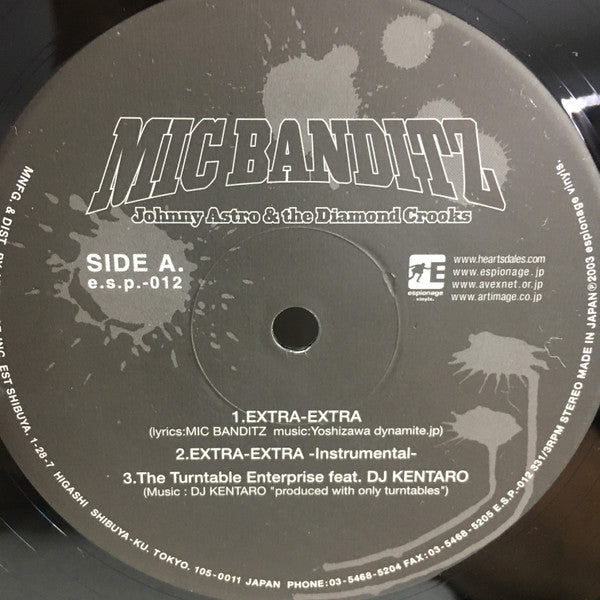 MIC BANDITZ
Johnny Astro & the Diamond Crooks
SIDE A.
e.s.p.-012
espionage
vinyls.
www.heartsdales.com
www.espionage.jp
www.avexnet.or.jp
www.artimage.co.jp
1.EXTRA-EXTRA
(lyrics:MIC BANDITZ music:Yoshizawa dynamite.jp)
2.EXTRA-EXTRA -Instrumental-
3.The Turntable Enterprise feat. DJ KENTARO
(Music : DJ KENTARO "produced with only turntables")
MNFG. & DIST. BY INC. EST SHIBUYA. 1-28-7 HIGASHI SHIBUYA-KU. TOKYO. 105-0011 JAPAN PHONE:03-5468-5204 FAX:03-5468-5205 E.S.P.-012 S31/3RPM STEREO MADE IN JAPAN ℗2003 espionage vinyls.